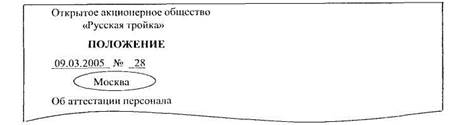 Открытое акционерное общество
«Русская тройка»
ПОЛОЖЕНИЕ
09.03.2005 № 28
Москва
Об аттестации персонала